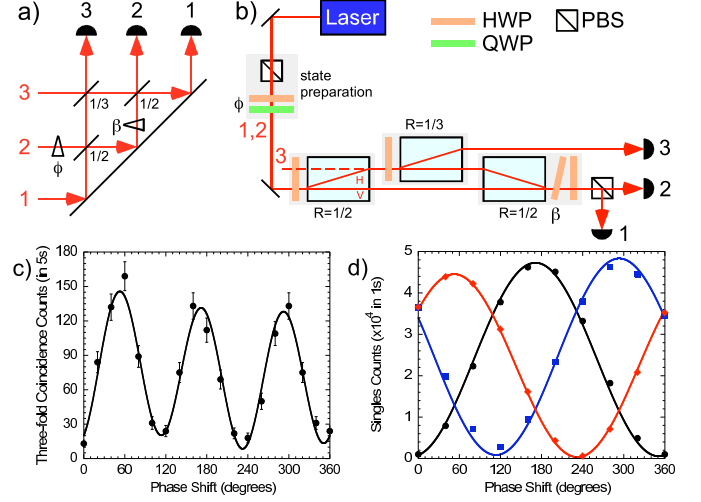 a)
3 2 1
3
1/3 1/2
β
2
1/2
ϕ
1
b)
Laser
HWP
QWP
PBS
state
preparation
ϕ
1,2
R=1/3
3
3
H
V
2
R=1/2
R=1/2
β
1
c)
Three-fold Coincidence Counts (in 5s)
180
150
120
90
60
30
0
0 60 120 180 240 300 360
Phase Shift (degrees)
d)
Singles Counts (x10⁴ in 1s)
5
4
3
2
1
0
0 60 120 180 240 300 360
Phase Shift (degrees)